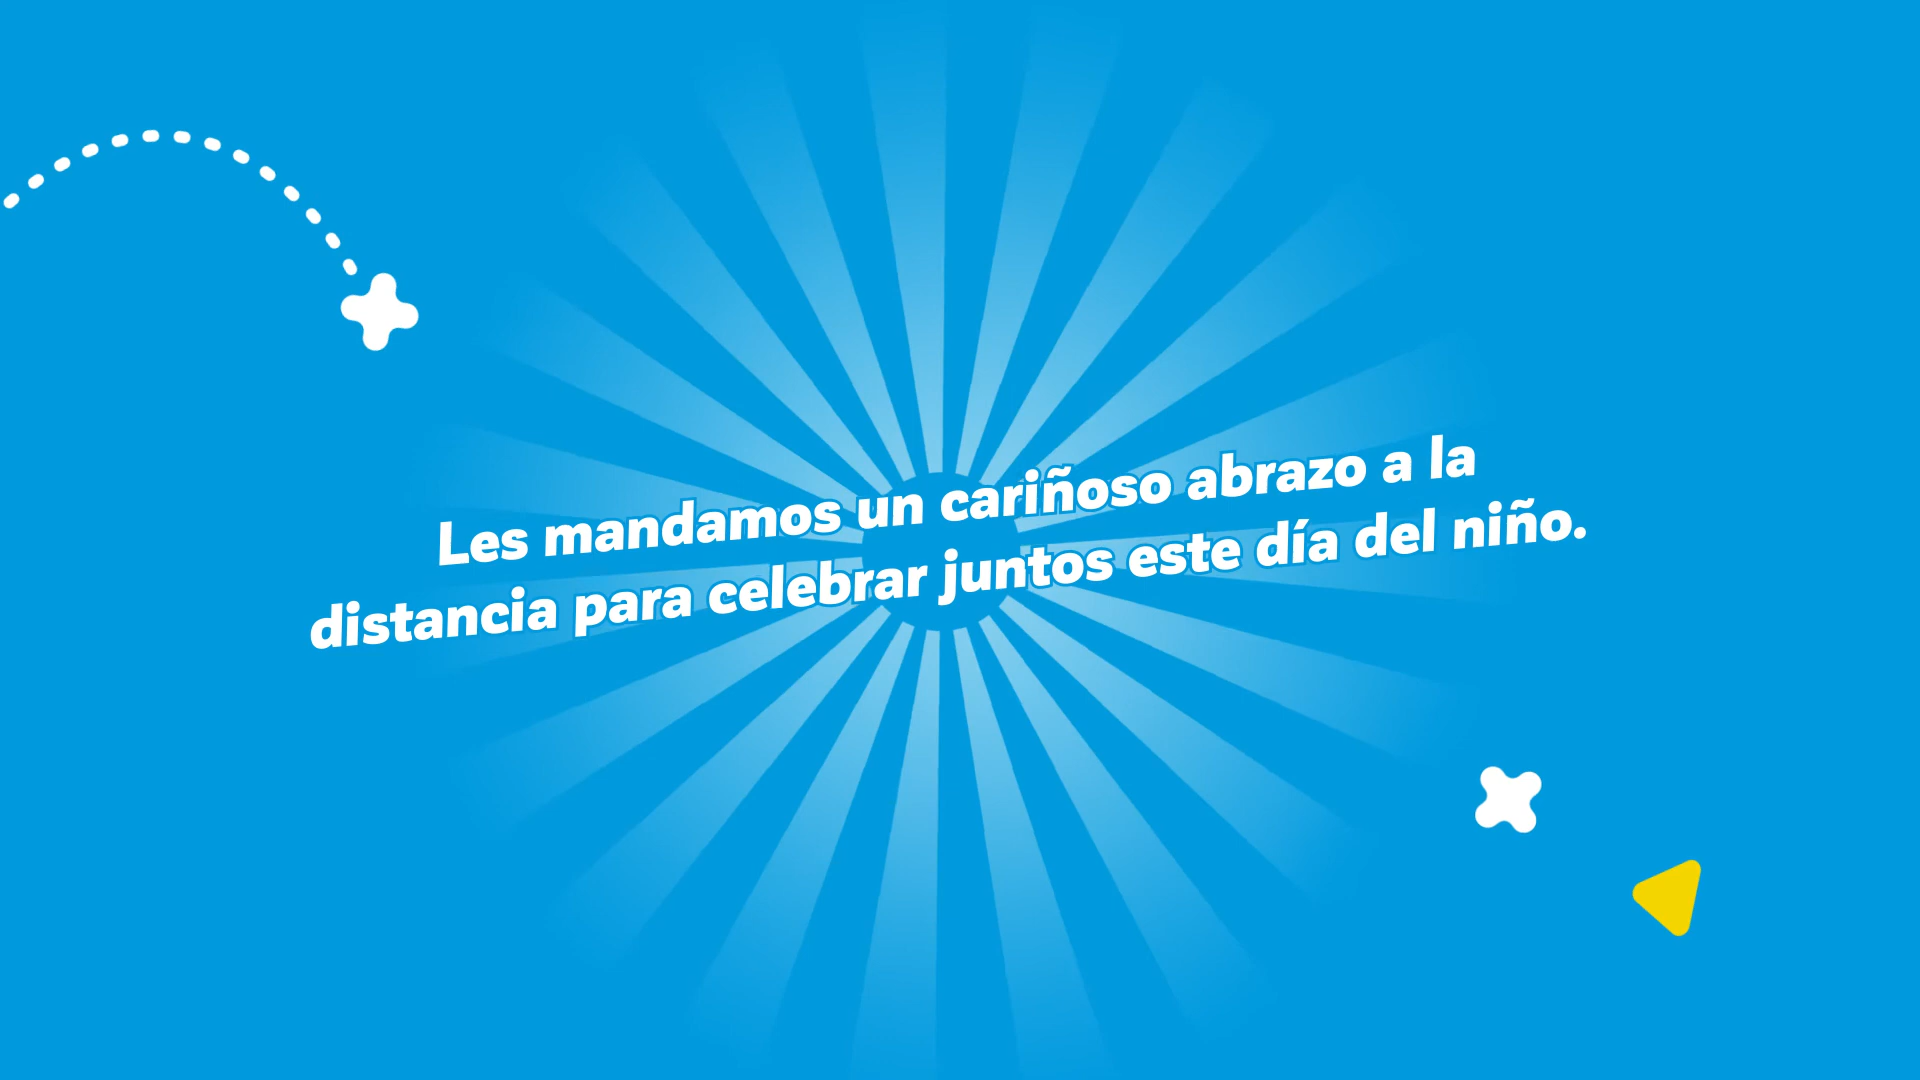 Les mandamos un cariñoso abrazo a la
distancia para celebrar juntos este día del niño.